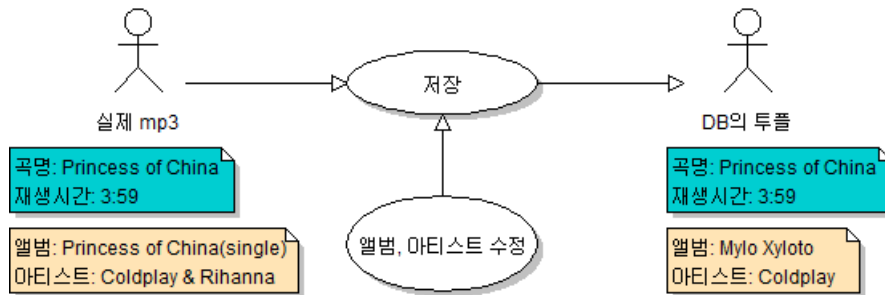 저장
실제 mp3
DB의 투플
곡명: Princess of China
재생시간: 3:59
앨범: Princess of China(single)
아티스트: Coldplay & Rihanna
앨범, 아티스트 수정
곡명: Princess of China
재생시간: 3:59
앨범: Mylo Xyloto
아티스트: Coldplay